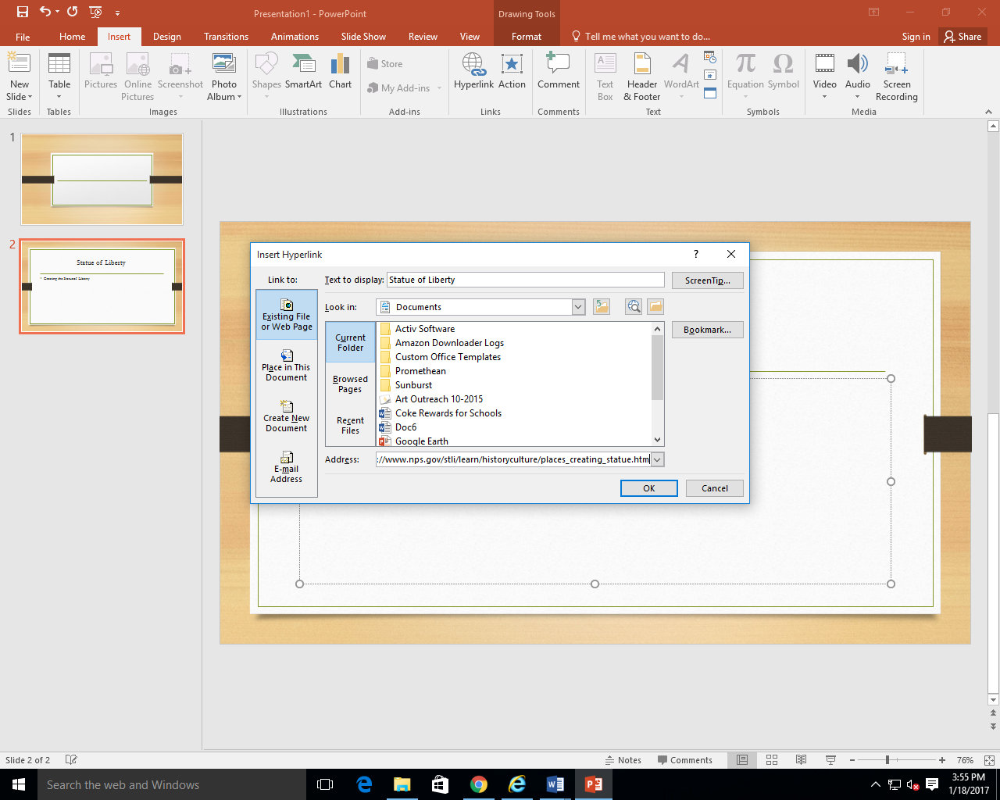 Presentation1 - PowerPoint
Drawing Tools
File Home Insert Design Transitions Animations Slide Show Review View Format Tell me what you want to do... Sign in Share
New Slide
Table
Pictures
Online Pictures
Screenshot
Photo Album
Shapes
SmartArt
Chart
Store
My Add-ins
Hyperlink
Action
Comment
Text Box
Header & Footer
WordArt
Equation
Symbol
Video
Audio
Screen Recording
Slides Tables Images Illustrations Add-ins Links Comments Text Symbols Media
1
2
Statue of Liberty
Insert Hyperlink
Link to:
Text to display: Statue of Liberty
ScreenTip...
Existing File or Web Page
Look in: Documents
Place in This Document
Create New Document
E-mail Address
Current Folder
Browsed Pages
Recent Files
Activ Software
Amazon Downloader Logs
Custom Office Templates
Promethean
Sunburst
Art Outreach 10-2015
Coke Rewards for Schools
Doc6
Google Earth
Bookmark...
Address: ://www.nps.gov/stli/learn/historyculture/places_creating_statue.htm
OK Cancel
Slide 2 of 2 Notes Comments 76%
Search the web and Windows
3:55 PM
1/18/2017